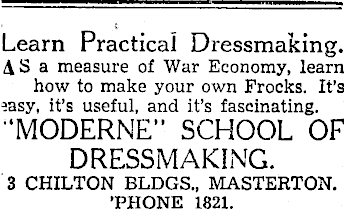 Learn Practical Dressmaking.
AS a measure of War Economy, learn
how to make your own Frocks. It's
easy, it's useful, and it's fascinating.
"MODERNE" SCHOOL OF
DRESSMAKING.
3 CHILTON BLDGS., MASTERTON.
'PHONE 1821.